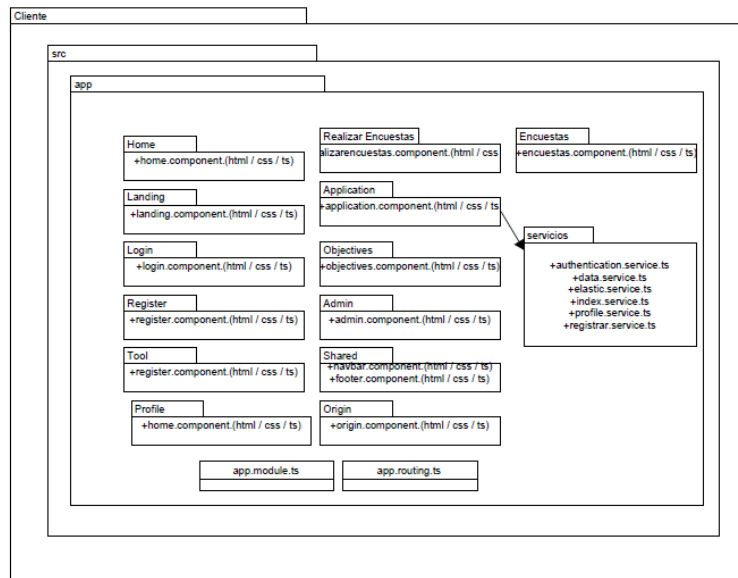 Cliente
src
app
Home
+home.component.(html / css / ts)
Realizar Encuestas
alizarencuestas.component.(html / css
Encuestas
+encuestas.component.(html / css / ts)
Landing
+landing.component.(html / css / ts)
Application
+application.component.(html / css / ts
Login
+login.component.(html / css / ts)
Objectives
+objectives.component.(html / css / ts)
servicios
+authentication.service.ts
+data.service.ts
+elastic.service.ts
+index.service.ts
+profile.service.ts
+registrar.service.ts
Register
+register.component.(html / css / ts)
Admin
+admin.component.(html / css / ts)
Tool
+register.component.(html / css / ts)
Shared
+navbar.component.(html / css / ts)
+footer.component.(html / css / ts)
Profile
+home.component.(html / css / ts)
Origin
+origin.component.(html / css / ts)
app.module.ts
app.routing.ts